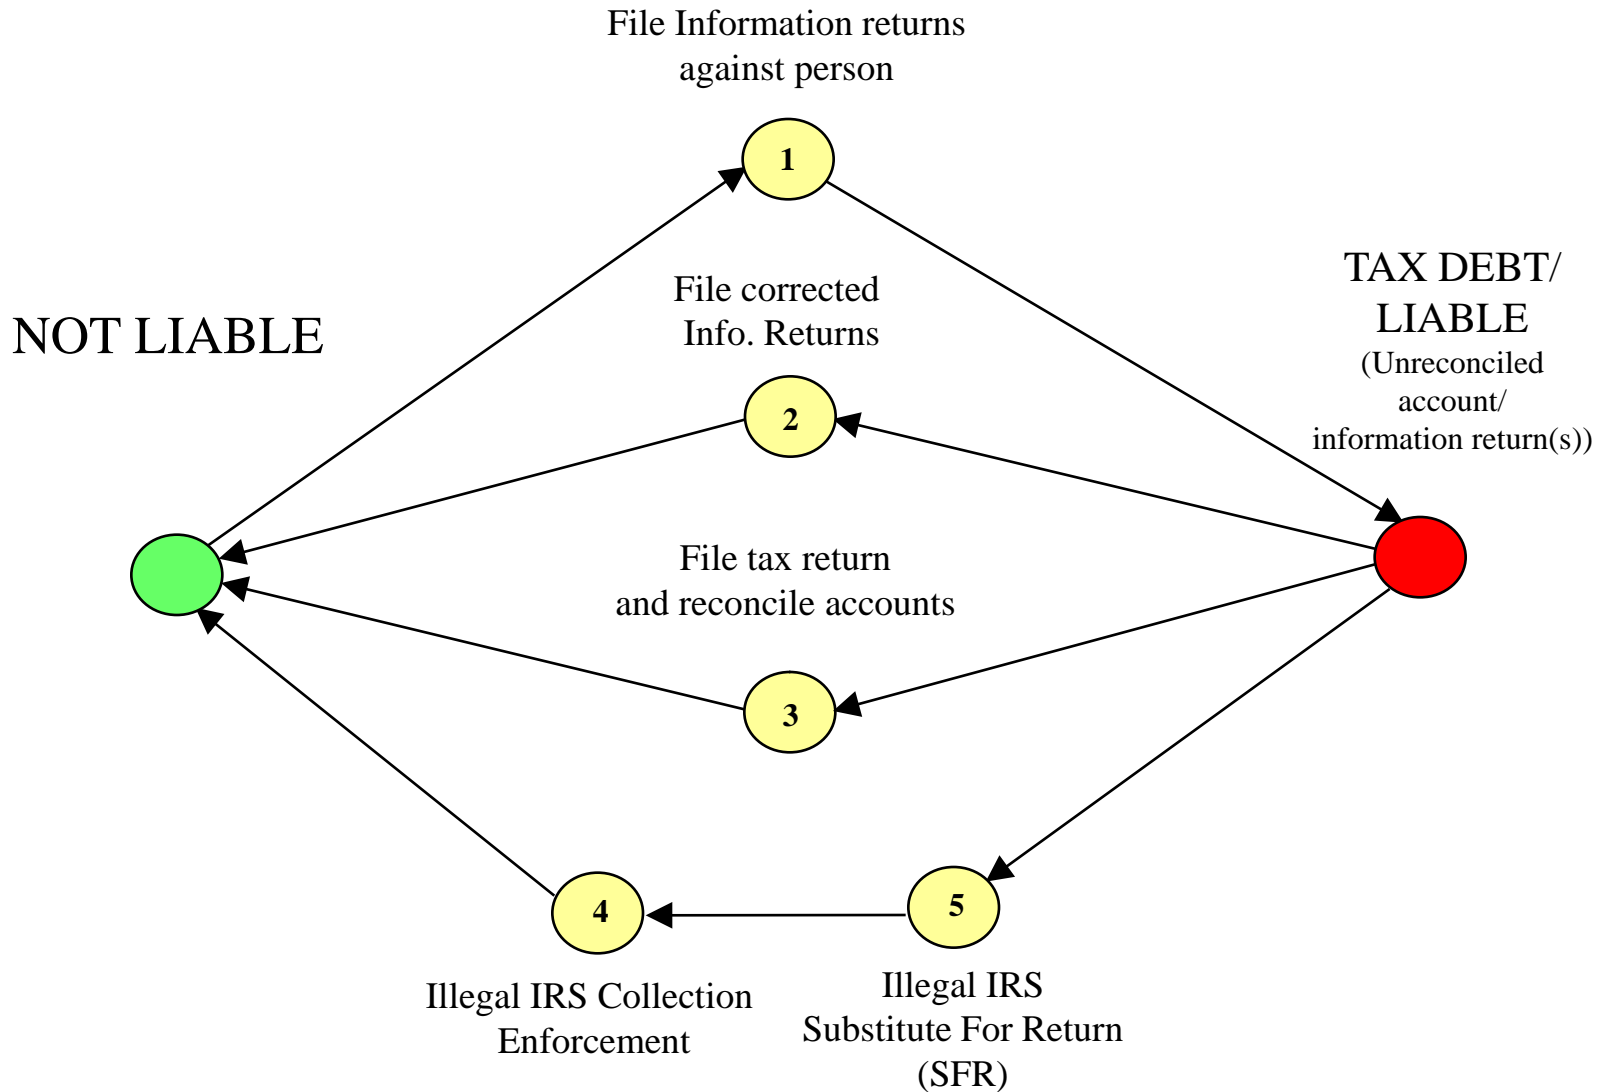 File Information returns
against person
1
File corrected
Info. Returns
NOT LIABLE
TAX DEBT/
LIABLE
(Unreconciled
account/
information return(s))
2
File tax return
and reconcile accounts
3
4
5
Illegal IRS Collection
Enforcement
Illegal IRS
Substitute For Return
(SFR)